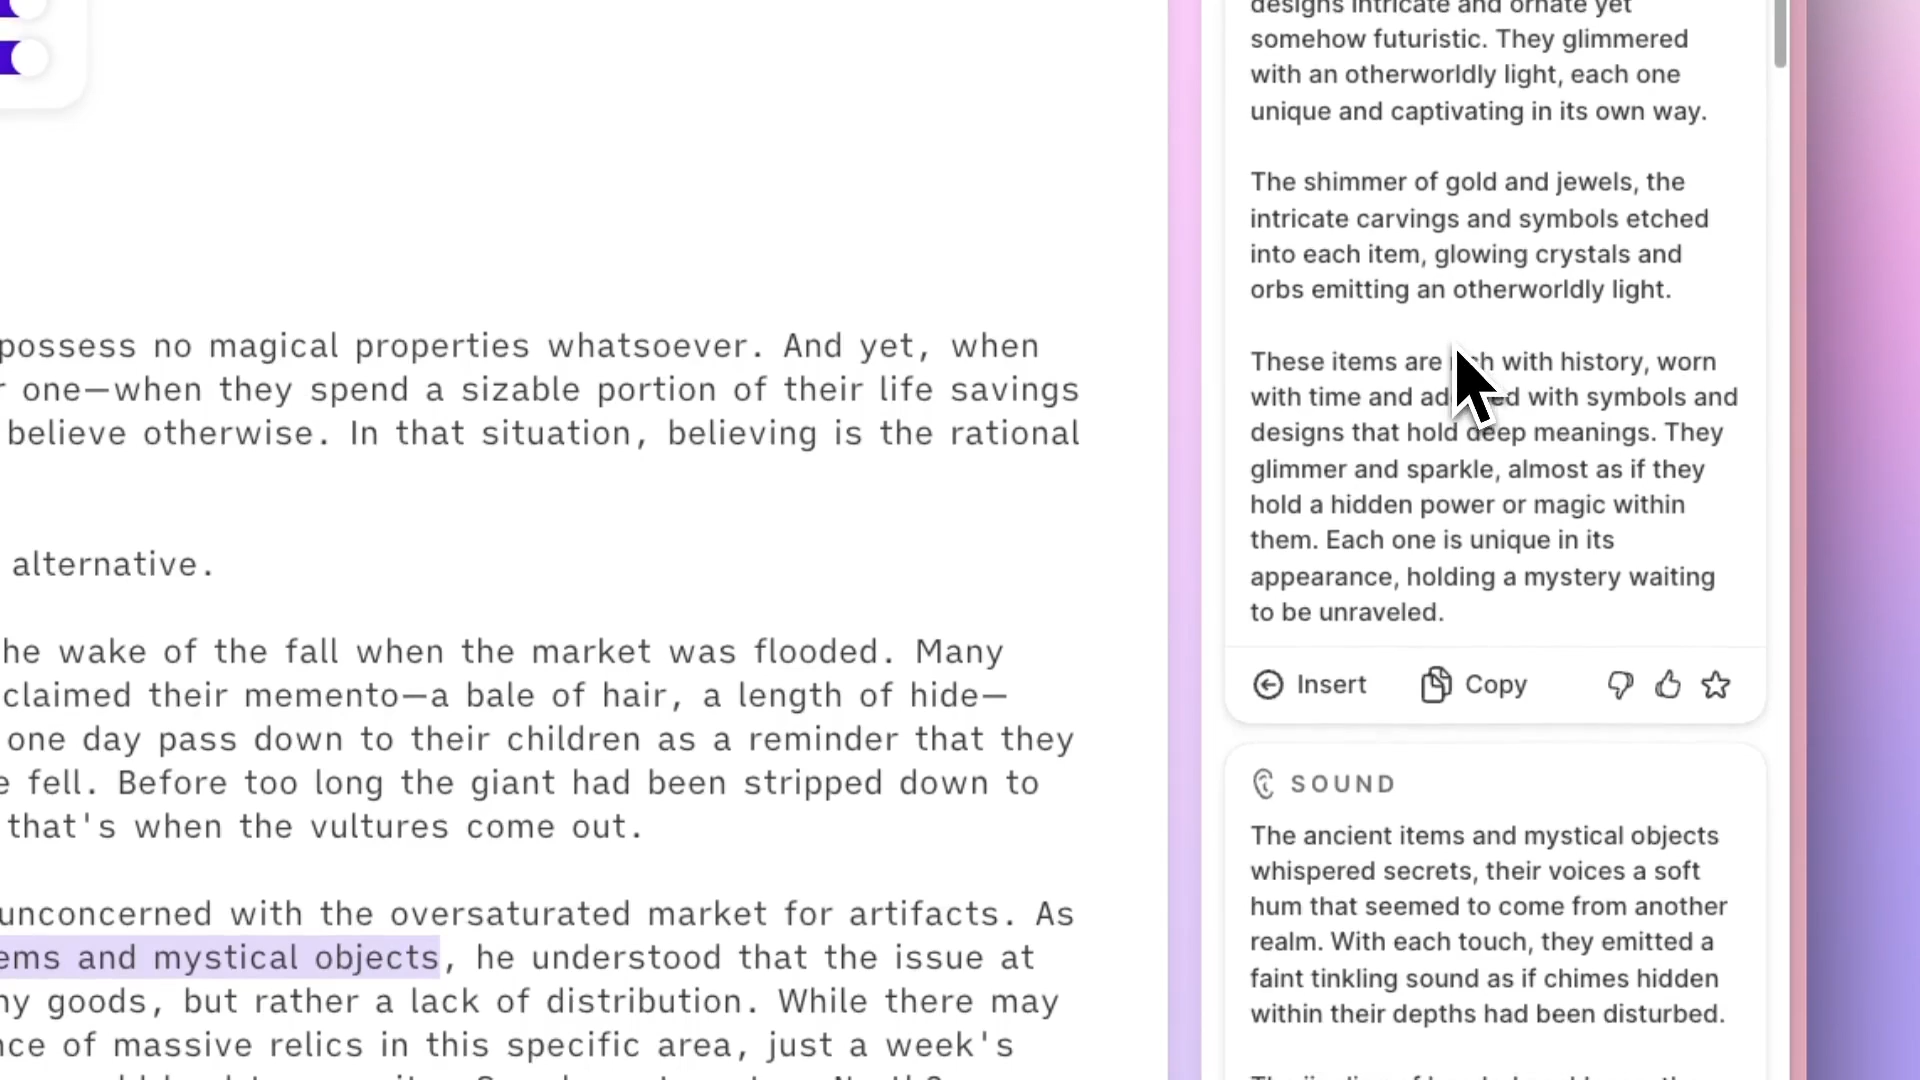 possess no magical properties whatsoever. And yet, when
one—when they spend a sizable portion of their life savings
believe otherwise. In that situation, believing is the rational
alternative.
he wake of the fall when the market was flooded. Many
claimed their memento—a bale of hair, a length of hide—
one day pass down to their children as a reminder that they
fell. Before too long the giant had been stripped down to
that's when the vultures come out.
unconcerned with the oversaturated market for artifacts. As
ems and mystical objects, he understood that the issue at
ny goods, but rather a lack of distribution. While there may
nce of massive relics in this specific area, just a week's
designs intricate and ornate yet
somehow futuristic. They glimmered
with an otherworldly light, each one
unique and captivating in its own way.
The shimmer of gold and jewels, the
intricate carvings and symbols etched
into each item, glowing crystals and
orbs emitting an otherworldly light.
These items are rich with history, worn
with time and adorned with symbols and
designs that hold deep meanings. They
glimmer and sparkle, almost as if they
hold a hidden power or magic within
them. Each one is unique in its
appearance, holding a mystery waiting
to be unraveled.
Insert Copy
SOUND
The ancient items and mystical objects
whispered secrets, their voices a soft
hum that seemed to come from another
realm. With each touch, they emitted a
faint tinkling sound as if chimes hidden
within their depths had been disturbed.